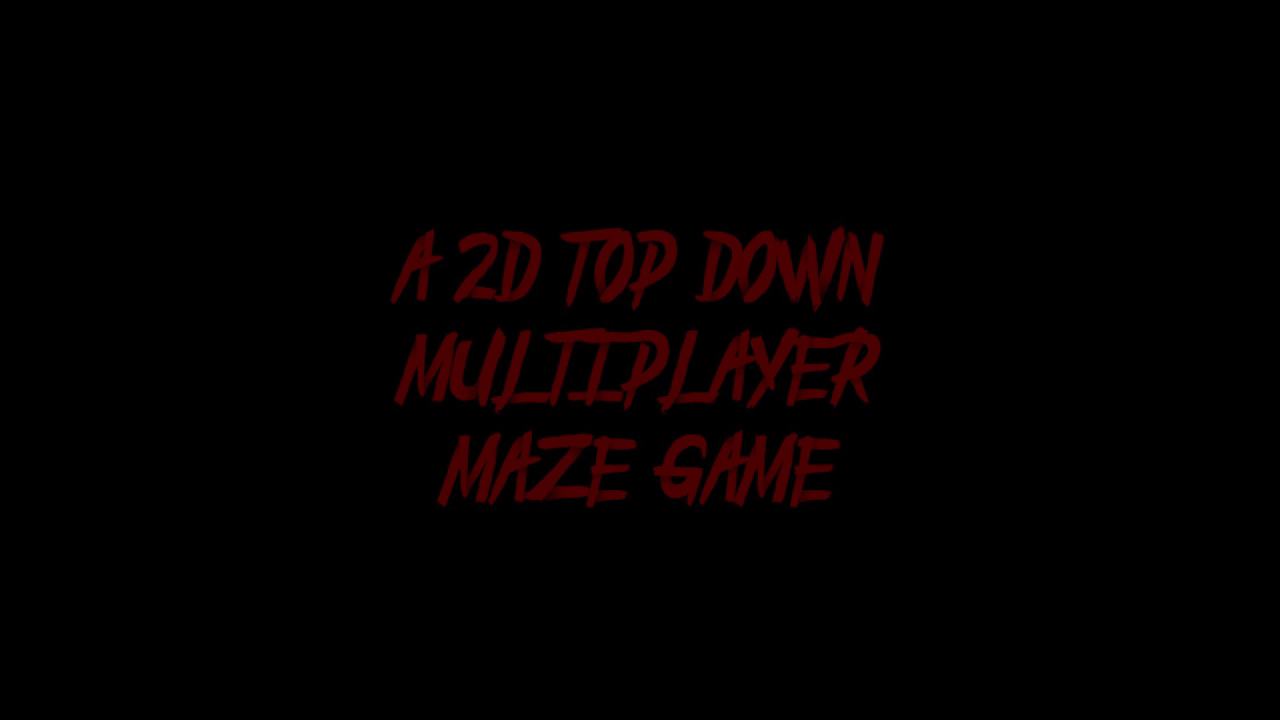 A 2D TOP DOWN
MULTIPLAYER
MAZE GAME